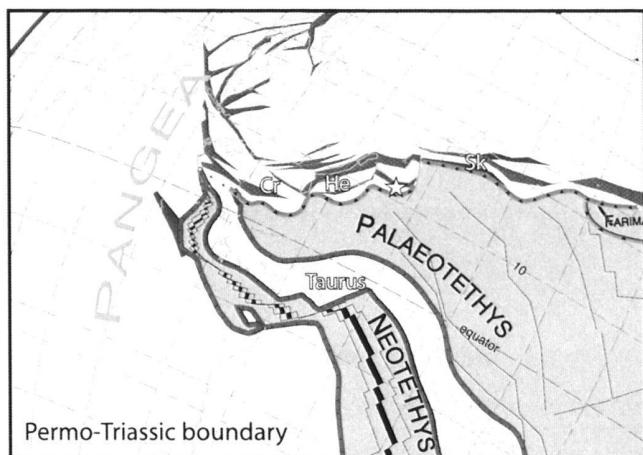 PANGEA
Cr
He
Sk
FARIMA
PALAEOTETHYS
10
Taurus
equator
NEOTETHYS
Permo-Triassic boundary